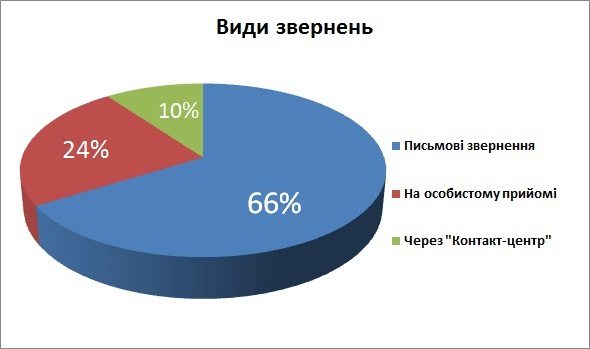 Види звернень
10%
24%
66%
Письмові звернення
На особистому прийомі
Через "Контакт-центр"